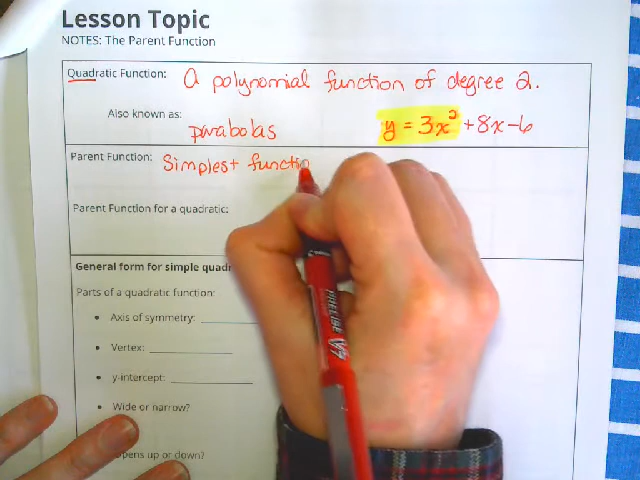 Lesson Topic
NOTES: The Parent Function
Quadratic Function: A polynomial function of degree 2.
Also known as: parabolas y = 3x² + 8x - 6
Parent Function: Simplest functio
Parent Function for a quadratic:
General form for simple quadr
Parts of a quadratic function:
• Axis of symmetry:
• Vertex:
• y-intercept:
• Wide or narrow?
pens up or down?
PRECISE V7